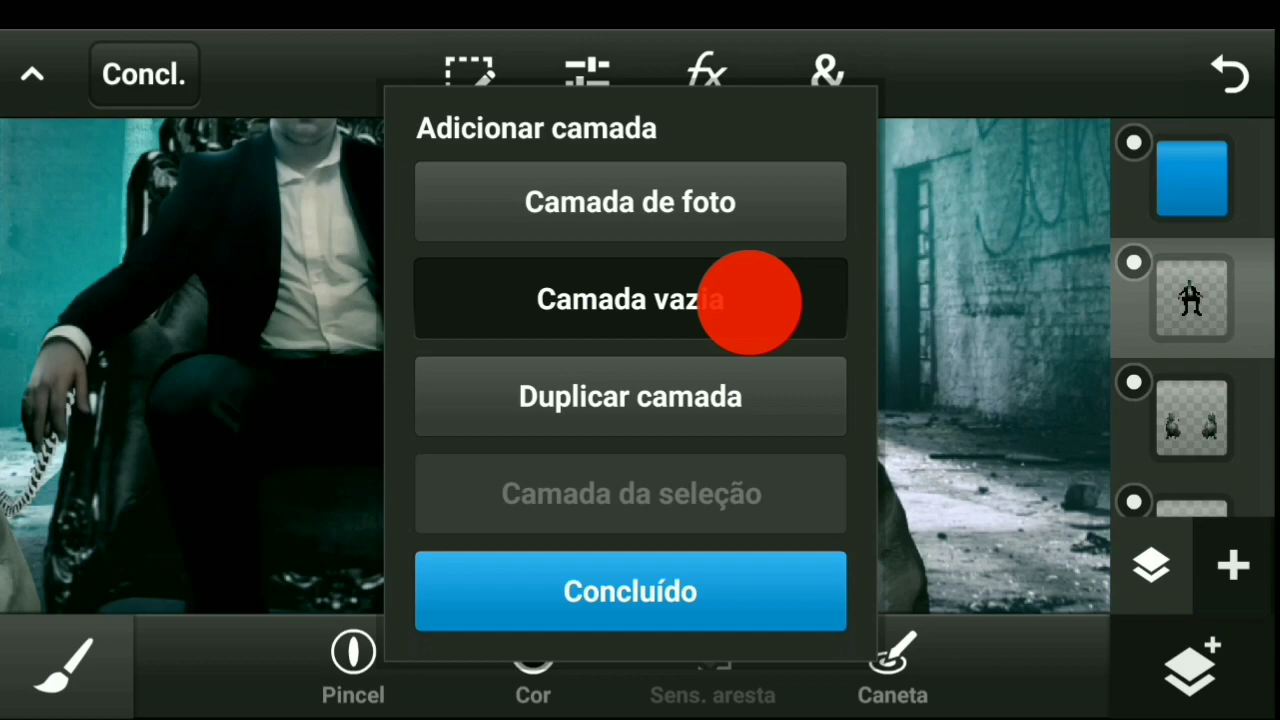 Concl.
fx
&
Adicionar camada
Camada de foto
Camada vazia
Duplicar camada
Camada da seleção
Concluído
Pincel
Cor
Sens. aresta
Caneta